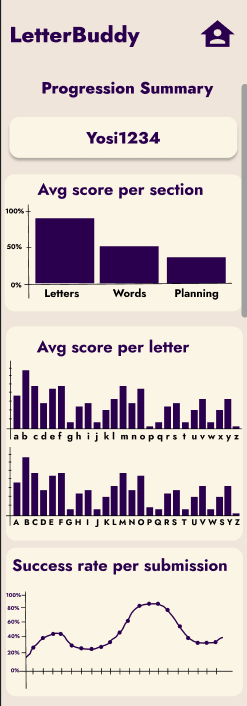 LetterBuddy
Progression Summary
Yosi1234
Avg score per section
100%
50%
0%
Letters Words Planning
Avg score per letter
a b c d e f g h i j k l m n o p q r s t u v w x y z
A B C D E F G H I J K L M N O P Q R S T U V W S Y Z
Success rate per submission
100%
80%
60%
40%
20%
0%